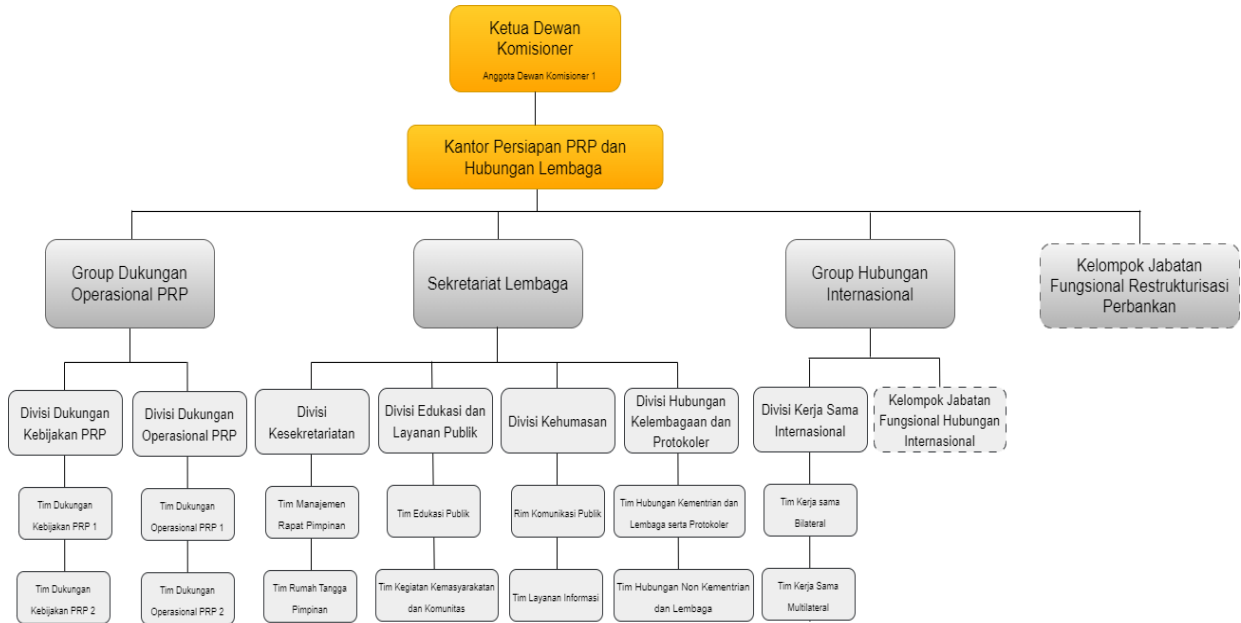 Ketua Dewan
Komisioner
Anggota Dewan Komisioner 1
Kantor Persiapan PRP dan
Hubungan Lembaga
Group Dukungan
Operasional PRP
Sekretariat Lembaga
Group Hubungan
Internasional
Kelompok Jabatan
Fungsional Restrukturisasi
Perbankan
Divisi Dukungan
Kebijakan PRP
Divisi Dukungan
Operasional PRP
Divisi
Kesekretariatan
Divisi Edukasi dan
Layanan Publik
Divisi Kehumasan
Divisi Hubungan
Kelembagaan dan
Protokoler
Divisi Kerja Sama
Internasional
Kelompok Jabatan
Fungsional Hubungan
Internasional
Tim Dukungan
Kebijakan PRP 1
Tim Dukungan
Operasional PRP 1
Tim Manajemen
Rapat Pimpinan
Tim Edukasi Publik
Rim Komunikasi Publik
Tim Hubungan Kementrian dan
Lembaga serta Protokoler
Tim Kerja sama
Bilateral
Tim Dukungan
Kebijakan PRP 2
Tim Dukungan
Operasional PRP 2
Tim Rumah Tangga
Pimpinan
Tim Kegiatan Kemasyarakatan
dan Komunitas
Tim Layanan Informasi
Tim Hubungan Non Kementrian
dan Lembaga
Tim Kerja Sama
Multilateral